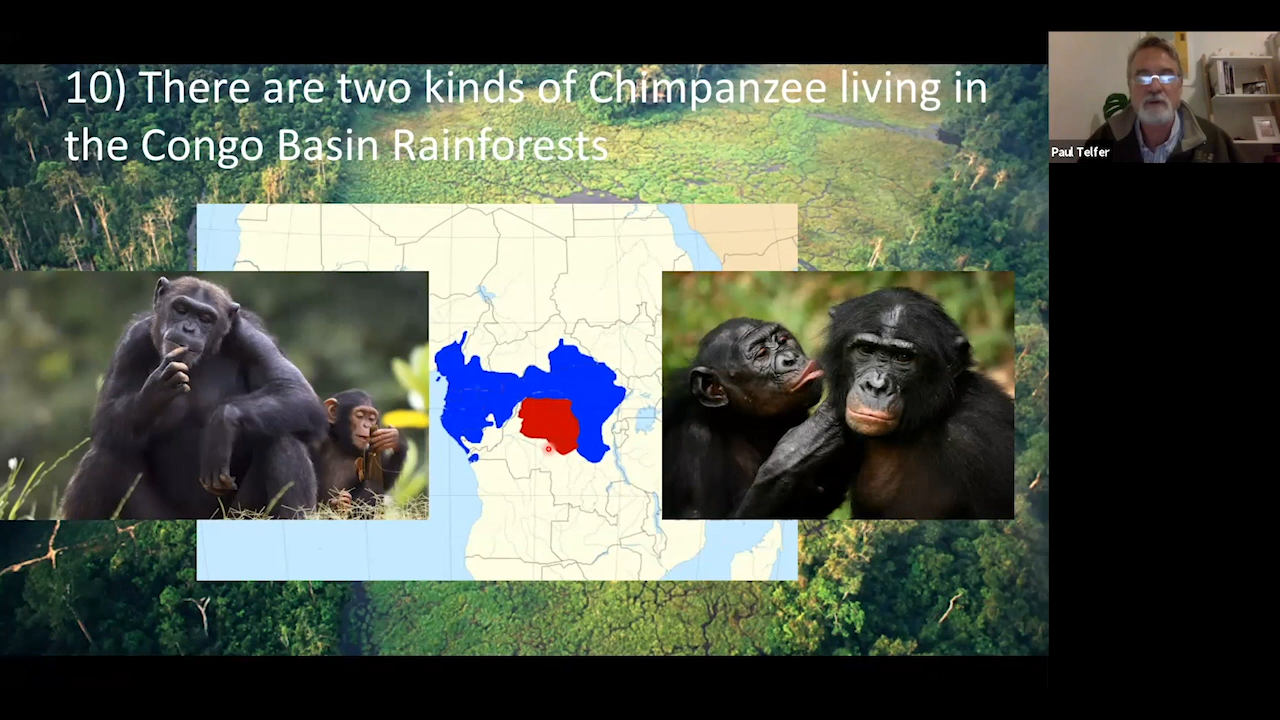 10) There are two kinds of Chimpanzee living in
the Congo Basin Rainforests
Paul Telfer